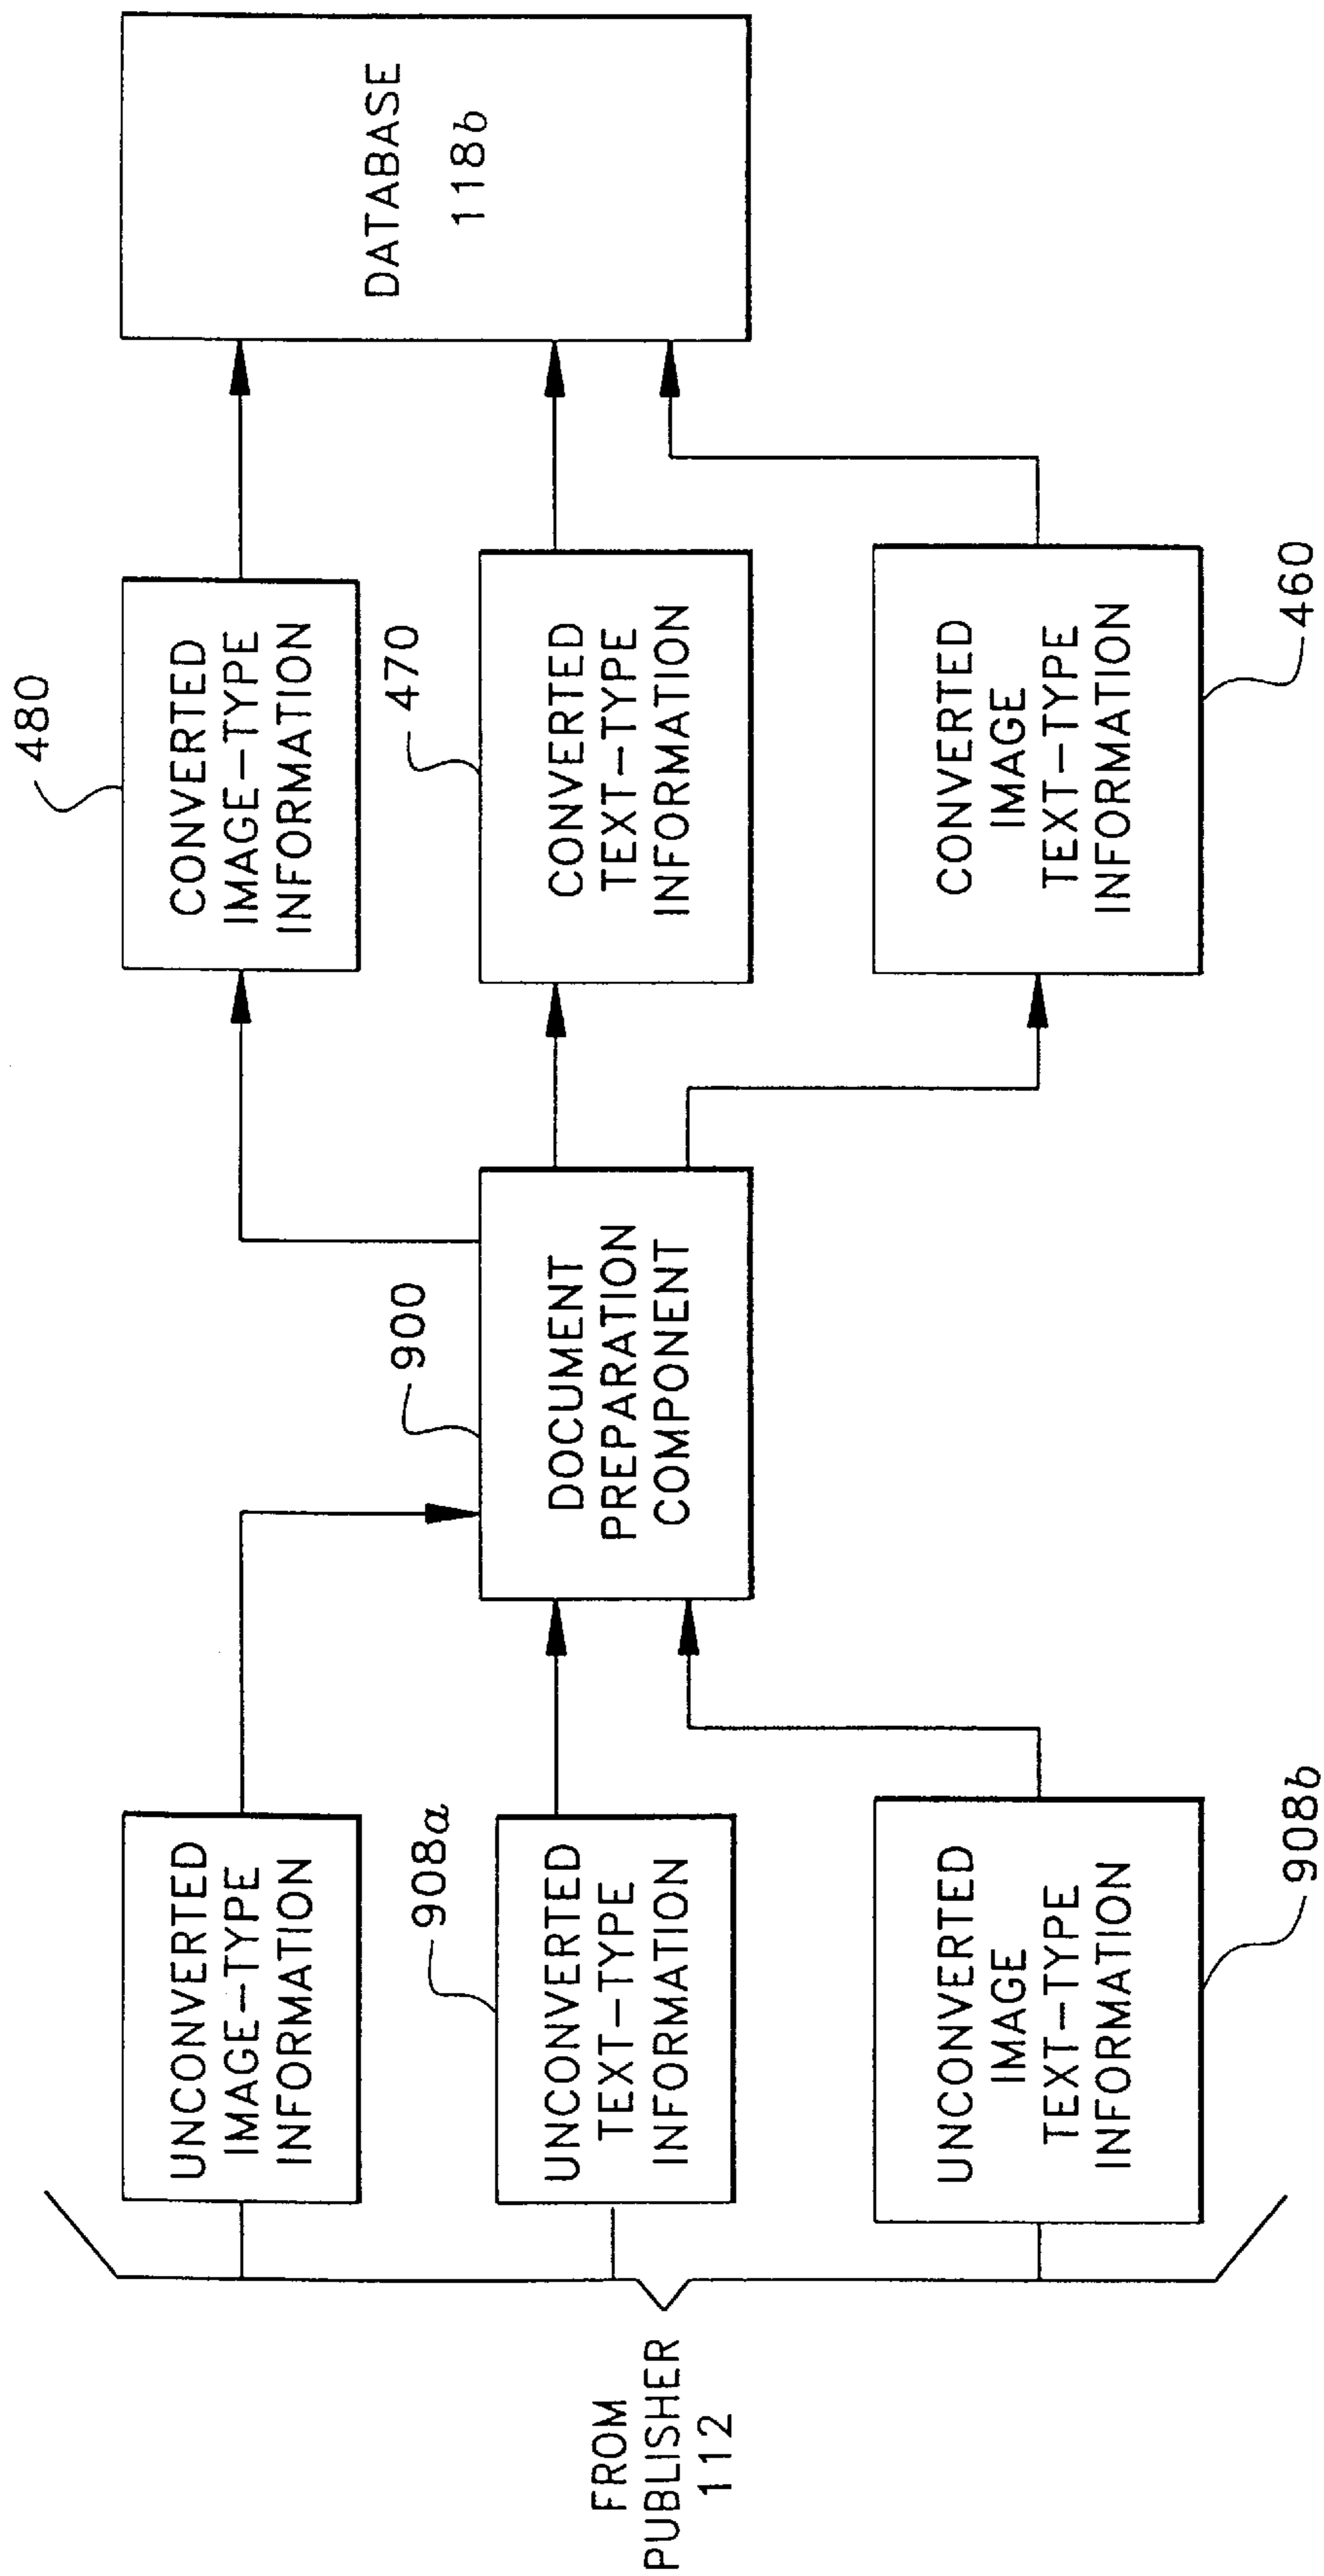 FROM
PUBLISHER
112
UNCONVERTED
IMAGE-TYPE
INFORMATION
908a
UNCONVERTED
TEXT-TYPE
INFORMATION
UNCONVERTED
IMAGE
TEXT-TYPE
INFORMATION
908b
900
DOCUMENT
PREPARATION
COMPONENT
480
CONVERTED
IMAGE-TYPE
INFORMATION
470
CONVERTED
TEXT-TYPE
INFORMATION
CONVERTED
IMAGE
TEXT-TYPE
INFORMATION
460
DATABASE
118b